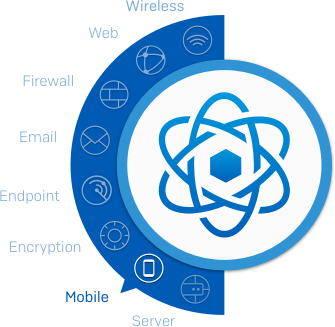 Wireless
Web
Firewall
Email
Endpoint
Encryption
Mobile
Server